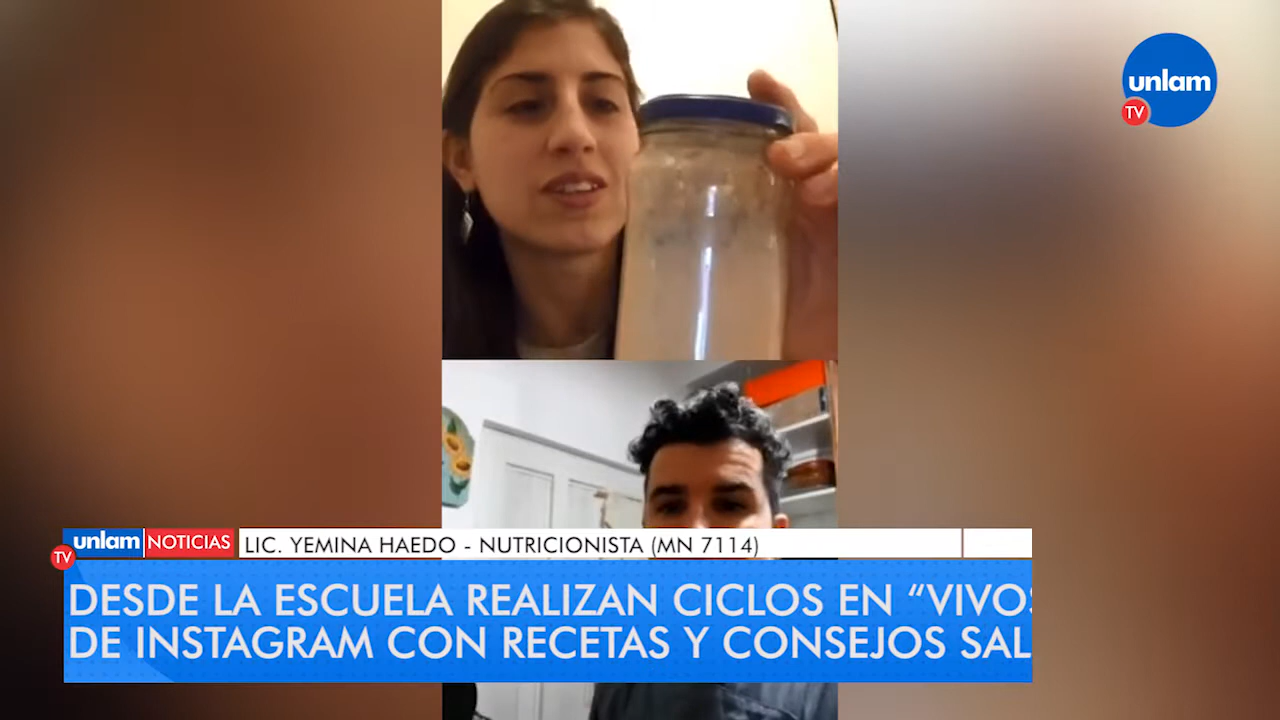 unlam
TV
unlam NOTICIAS LIC. YEMINA HAEDO - NUTRICIONISTA (MN 7114)
TV
DESDE LA ESCUELA REALIZAN CICLOS EN “VIVOS
DE INSTAGRAM CON RECETAS Y CONSEJOS SAL